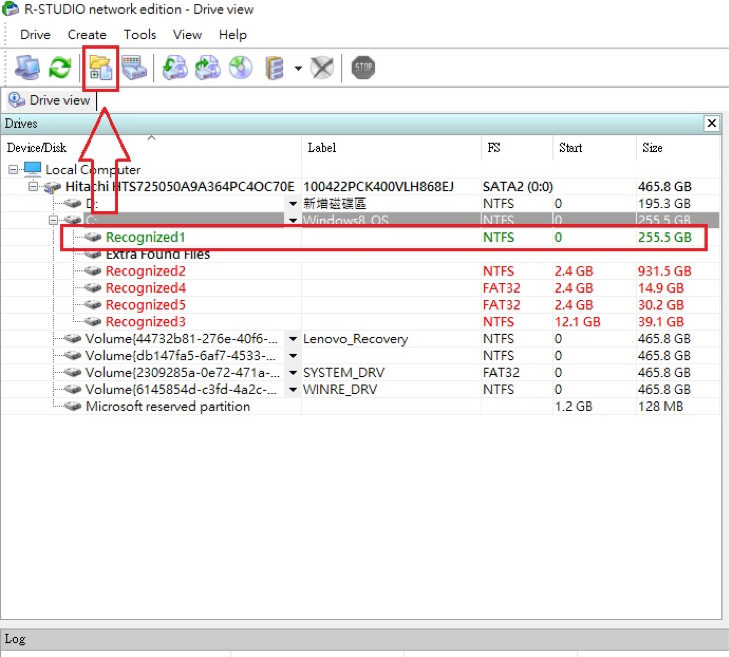 R-STUDIO network edition - Drive view
Drive Create Tools View Help
STOP
Drive view
Drives
Device/Disk Label FS Start Size
Local Computer
Hitachi HTS725050A9A364PC4OC70E 100422PCK400VLH868EJ SATA2 (0:0) 465.8 GB
D: 新增磁碟區 NTFS 0 195.3 GB
C: Windows8_OS NTFS 0 255.5 GB
Recognized1 NTFS 0 255.5 GB
Extra Found Files
Recognized2 NTFS 2.4 GB 931.5 GB
Recognized4 FAT32 2.4 GB 14.9 GB
Recognized5 FAT32 2.4 GB 30.2 GB
Recognized3 NTFS 12.1 GB 39.1 GB
Volume{44732b81-276e-40f6-... Lenovo_Recovery NTFS 0 465.8 GB
Volume{db147fa5-6af7-4533-... NTFS 0 465.8 GB
Volume{2309285a-0e72-471a-... SYSTEM_DRV FAT32 0 465.8 GB
Volume{6145854d-c3fd-4a2c-... WINRE_DRV NTFS 0 465.8 GB
Microsoft reserved partition 1.2 GB 128 MB
Log